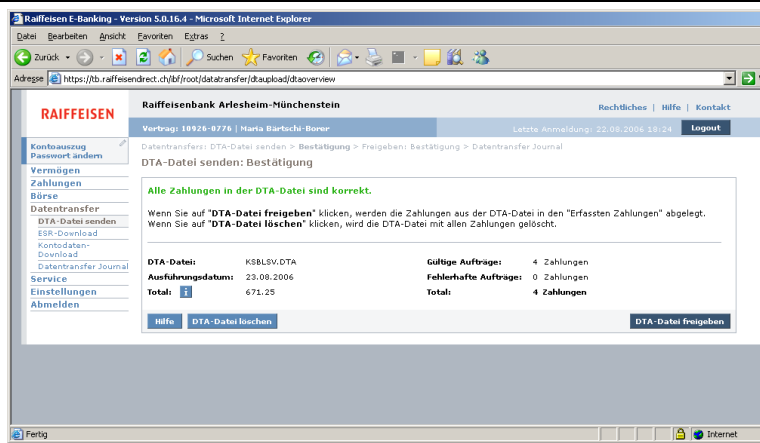 Raiffeisen E-Banking - Version 5.0.16.4 - Microsoft Internet Explorer
Datei Bearbeiten Ansicht Favoriten Extras ?
Zurück Suchen Favoriten
Adresse https://tb.raiffeisendirect.ch/lbf/root/datatransfer/dtaupload/dtaoverview
RAIFFEISEN
Raiffeisenbank Arlesheim-Münchenstein
Rechtliches | Hilfe | Kontakt
Vertrag: 10926-0776 | Maria Bärtschi-Borer
Letzte Anmeldung: 22.08.2006 18:24
Logout
Kontoauszug
Passwort ändern
Vermögen
Zahlungen
Börse
Datentransfer
DTA-Datei senden
ESR-Download
Kontodaten-
Download
Datentransfer Journal
Service
Einstellungen
Abmelden
Datentransfers: DTA-Datei senden > Bestätigung > Freigeben: Bestätigung > Datentransfer Journal
DTA-Datei senden: Bestätigung
Alle Zahlungen in der DTA-Datei sind korrekt.
Wenn Sie auf "DTA-Datei freigeben" klicken, werden die Zahlungen aus der DTA-Datei in den "Erfassten Zahlungen" abgelegt.
Wenn Sie auf "DTA-Datei löschen" klicken, wird die DTA-Datei mit allen Zahlungen gelöscht.
DTA-Datei: KSBLSV.DTA Gültige Aufträge: 4 Zahlungen
Ausführungsdatum: 23.08.2006 Fehlerhafte Aufträge: 0 Zahlungen
Total: i 671.25 Total: 4 Zahlungen
Hilfe DTA-Datei löschen DTA-Datei freigeben
Fertig Internet